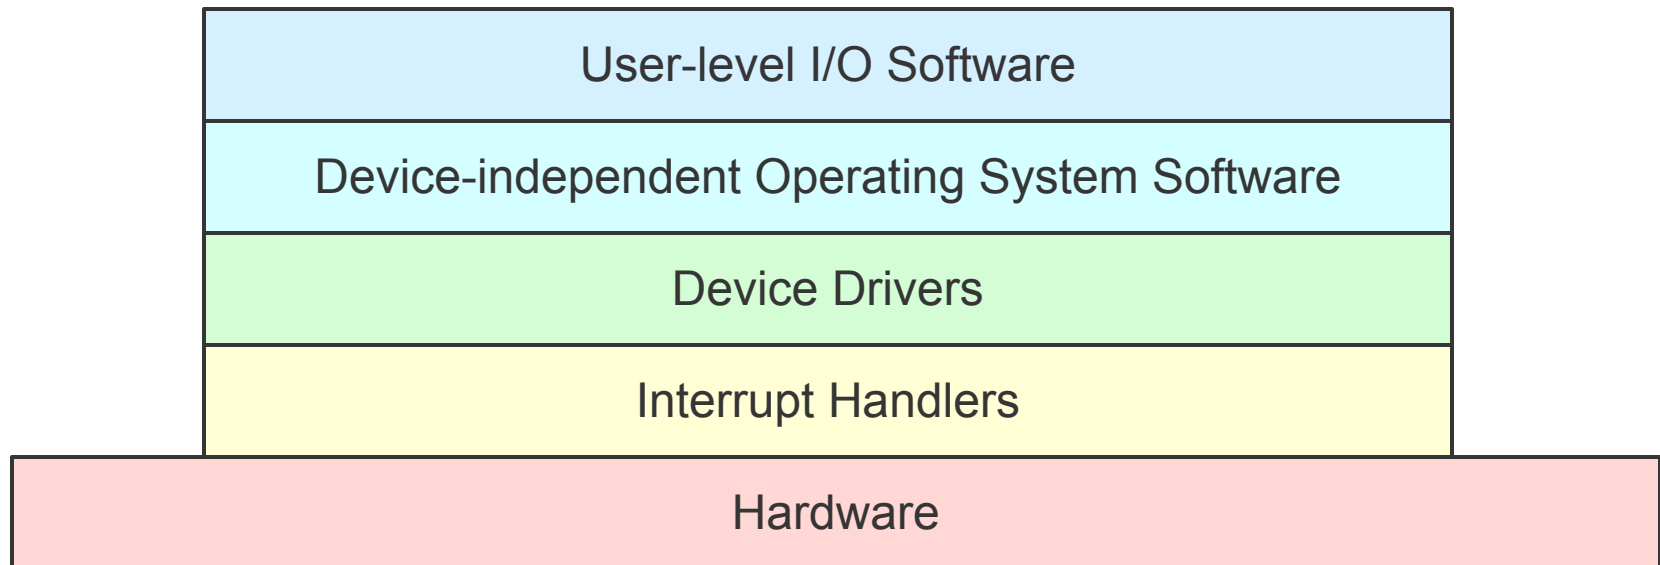 User-level I/O Software
Device-independent Operating System Software
Device Drivers
Interrupt Handlers
Hardware